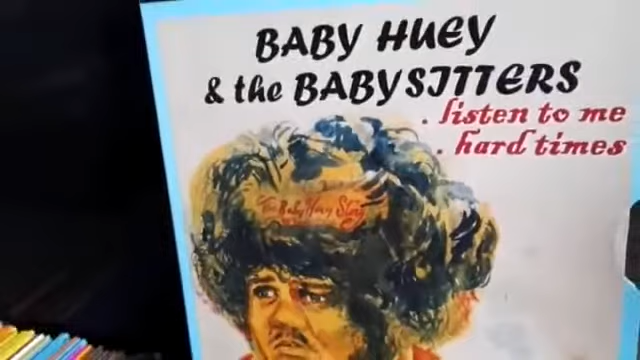 BABY HUEY
& the BABYSITTERS
. listen to me
. hard times
The Baby Huey Story